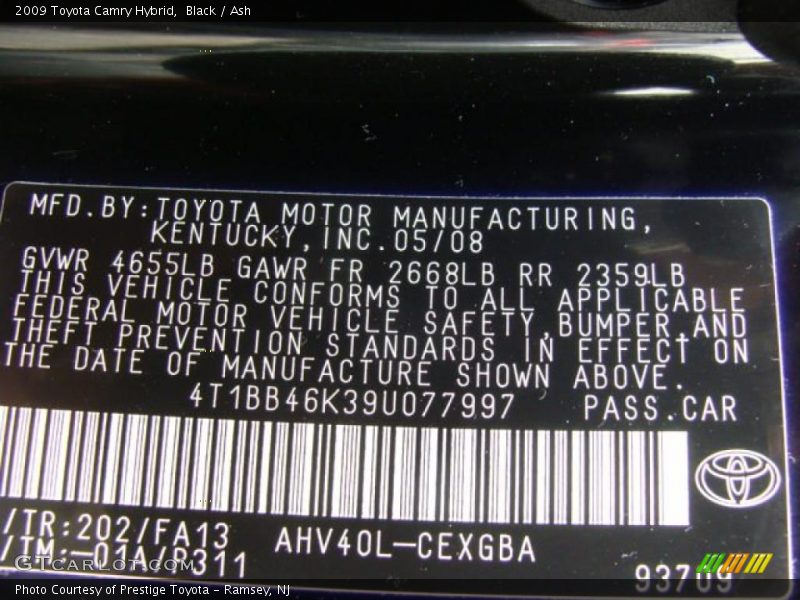 2009 Toyota Camry Hybrid, Black / Ash
MFD.BY:TOYOTA MOTOR MANUFACTURING,
KENTUCKY,INC.05/08
GVWR 4655LB GAWR FR 2668LB RR 2359LB
THIS VEHICLE CONFORMS TO ALL APPLICABLE
FEDERAL MOTOR VEHICLE SAFETY,BUMPER,AND
THEFT PREVENTION STANDARDS IN EFFECT ON
THE DATE OF MANUFACTURE SHOWN ABOVE.
4T1BB46K39U077997 PASS.CAR
/TR:202/FA13 AHV40L-CEXGBA
/TM:-01A/P311
93709
GTCARLOT.COM
Photo Courtesy of Prestige Toyota - Ramsey, NJ